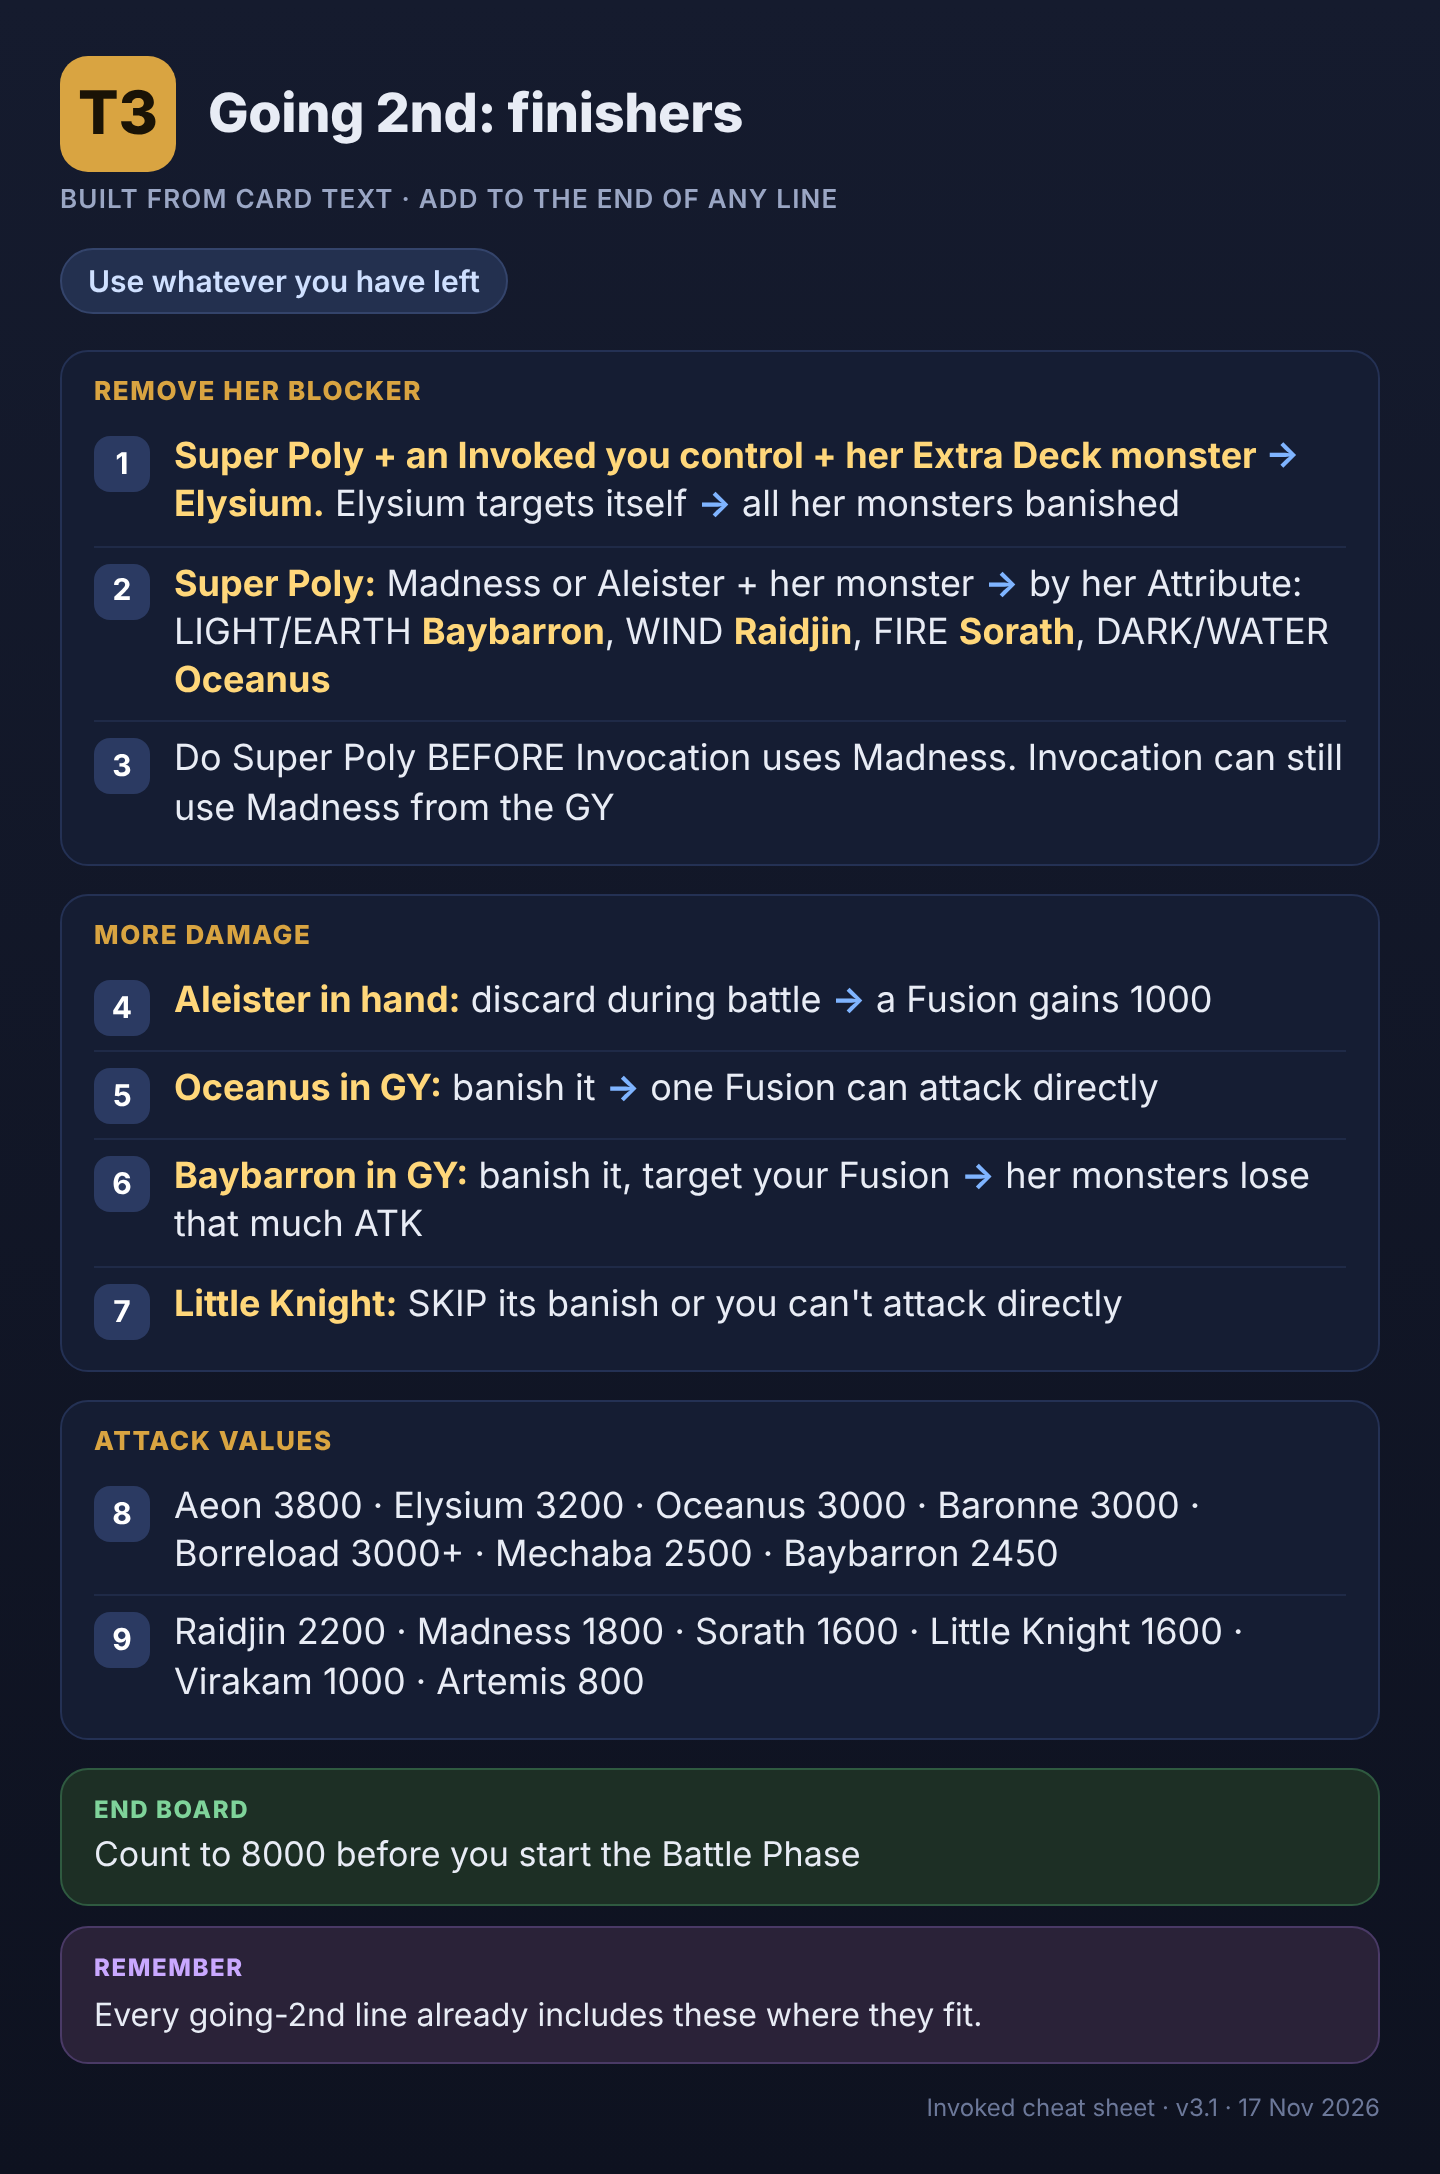 T3
Going 2nd: finishers
BUILT FROM CARD TEXT · ADD TO THE END OF ANY LINE
Use whatever you have left
REMOVE HER BLOCKER
1
Super Poly + an Invoked you control + her Extra Deck monster →
Elysium. Elysium targets itself → all her monsters banished
2
Super Poly: Madness or Aleister + her monster → by her Attribute:
LIGHT/EARTH Baybarron, WIND Raidjin, FIRE Sorath, DARK/WATER
Oceanus
3
Do Super Poly BEFORE Invocation uses Madness. Invocation can still
use Madness from the GY
MORE DAMAGE
4
Aleister in hand: discard during battle → a Fusion gains 1000
5
Oceanus in GY: banish it → one Fusion can attack directly
6
Baybarron in GY: banish it, target your Fusion → her monsters lose
that much ATK
7
Little Knight: SKIP its banish or you can't attack directly
ATTACK VALUES
8
Aeon 3800 · Elysium 3200 · Oceanus 3000 · Baronne 3000 ·
Borreload 3000+ · Mechaba 2500 · Baybarron 2450
9
Raidjin 2200 · Madness 1800 · Sorath 1600 · Little Knight 1600 ·
Virakam 1000 · Artemis 800
END BOARD
Count to 8000 before you start the Battle Phase
REMEMBER
Every going-2nd line already includes these where they fit.
Invoked cheat sheet · v3.1 · 17 Nov 2026